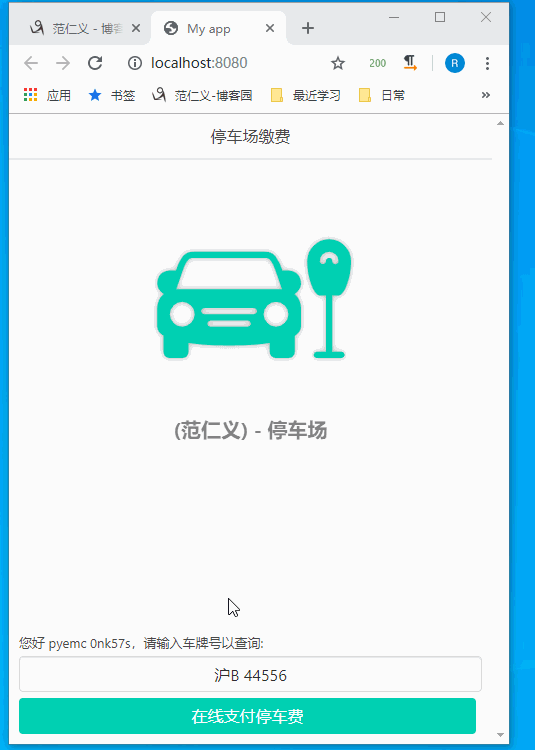 范仁义 - 博客
My app
localhost:8080
200
R
应用
书签
范仁义-博客园
最近学习
日常
停车场缴费
(范仁义) - 停车场
您好 pyemc 0nk57s，请输入车牌号以查询:
沪B 44556
在线支付停车费